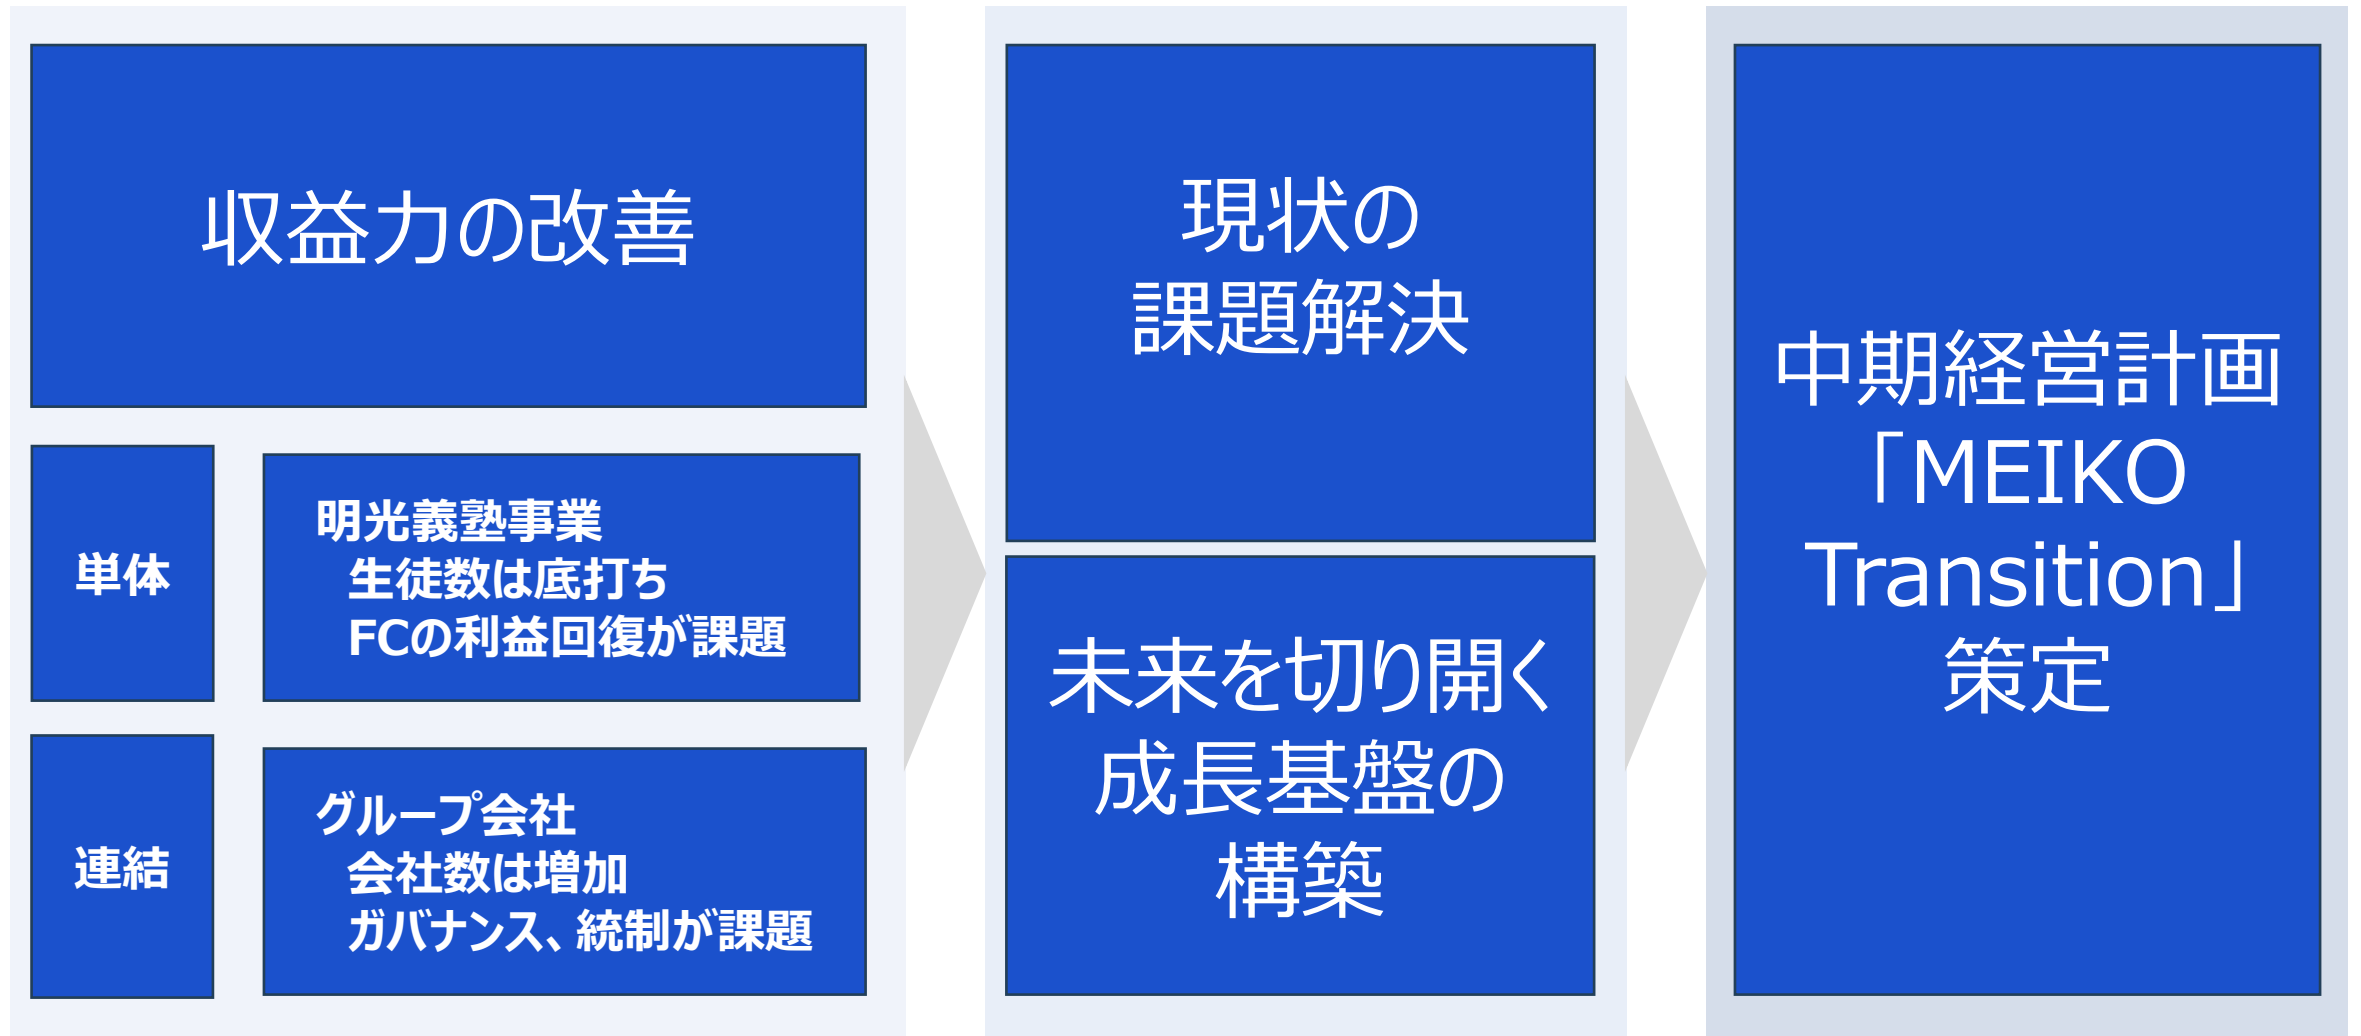 収益力の改善
単体
明光義塾事業
生徒数は底打ち
FCの利益回復が課題
連結
グループ会社
会社数は増加
ガバナンス、統制が課題
現状の
課題解決
未来を切り開く
成長基盤の
構築
中期経営計画
「MEIKO
Transition」
策定